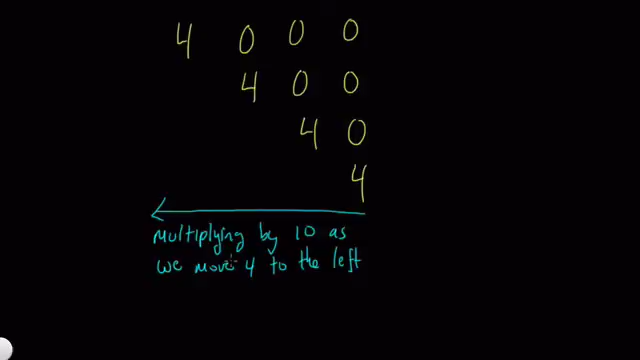 4 0 0 0
4 0 0
4 0
4
multiplying by 10 as
we move 4 to the left